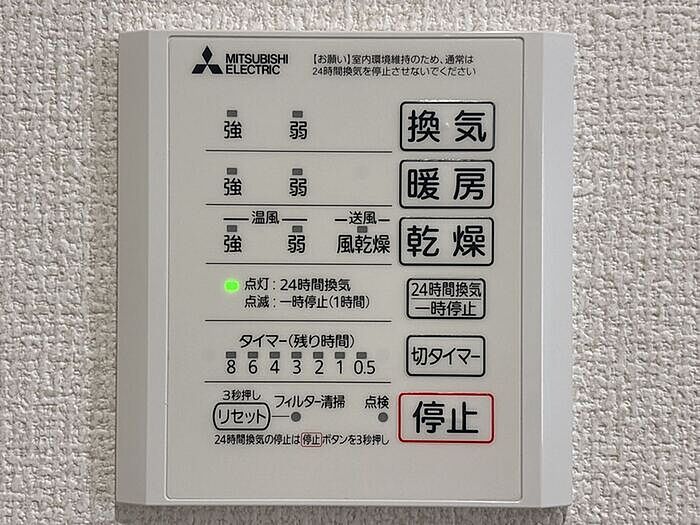 MITSUBISHI
ELECTRIC
【お願い】室内環境維持のため、通常は
24時間換気を停止させないでください
強 弱 換気
強 弱 暖房
温風 送風
強 弱 風乾燥 乾燥
点灯:24時間換気
点滅:一時停止(1時間)
24時間換気
一時停止
タイマー(残り時間)
8 6 4 3 2 1 0.5
切タイマー
3秒押し
リセット フィルター清掃 点検
停止
24時間換気の停止は停止ボタンを3秒押し